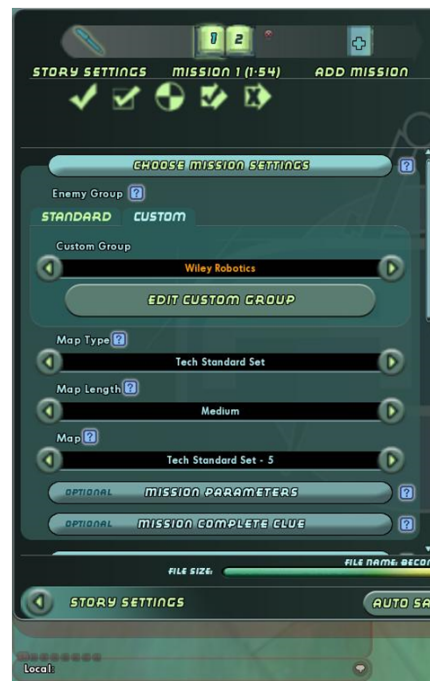 1 2
STORY SETTINGS MISSION 1 (1-54) ADD MISSION
CHOOSE MISSION SETTINGS ?
Enemy Group ?
STANDARD CUSTOM
Custom Group
Wiley Robotics
EDIT CUSTOM GROUP
Map Type ?
Tech Standard Set
Map Length ?
Medium
Map ?
Tech Standard Set - 5
OPTIONAL MISSION PARAMETERS ?
OPTIONAL MISSION COMPLETE CLUE ?
FILE NAME: BECON
FILE SIZE:
STORY SETTINGS AUTO SA
Local: